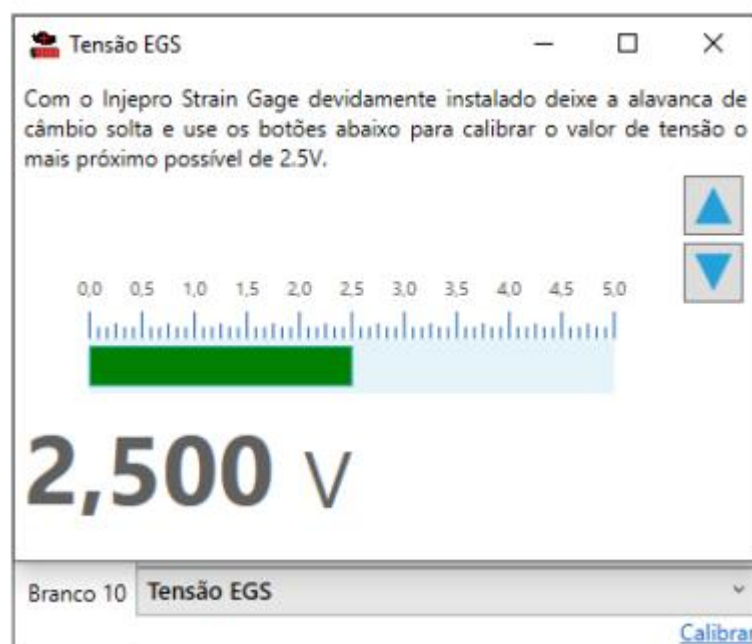 Tensão EGS
Com o Injepro Strain Gage devidamente instalado deixe a alavanca de
câmbio solta e use os botões abaixo para calibrar o valor de tensão o
mais próximo possível de 2.5V.
0,0 0,5 1,0 1,5 2,0 2,5 3,0 3,5 4,0 4,5 5,0
2,500 V
Branco 10 Tensão EGS
Calibrar